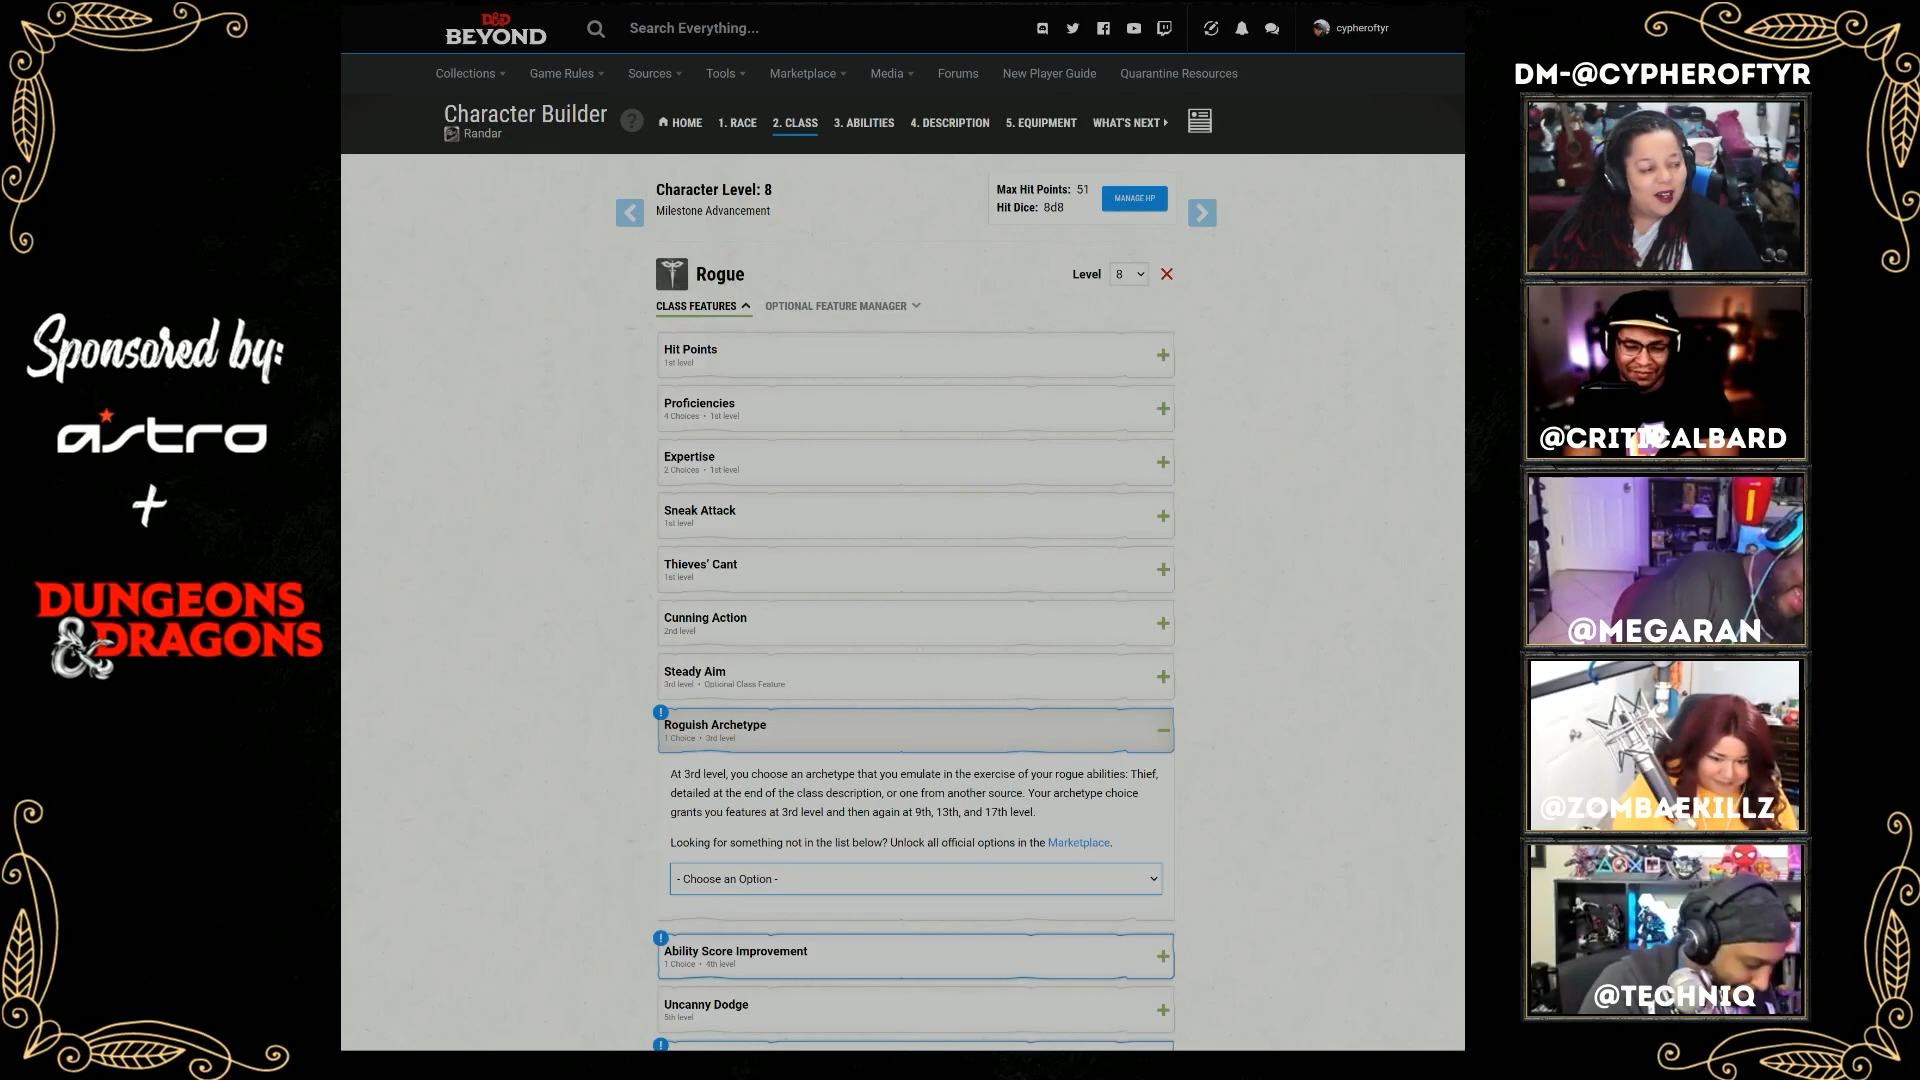 D&D
BEYOND
Search Everything...
cypheroftyr
Collections
Game Rules
Sources
Tools
Marketplace
Media
Forums
New Player Guide
Quarantine Resources
Character Builder
Randar
?
HOME
1. RACE
2. CLASS
3. ABILITIES
4. DESCRIPTION
5. EQUIPMENT
WHAT'S NEXT
Character Level: 8
Milestone Advancement
Max Hit Points: 51
Hit Dice: 8d8
MANAGE HP
Rogue
Level 8
CLASS FEATURES
OPTIONAL FEATURE MANAGER
Hit Points
1st level
Proficiencies
4 Choices • 1st level
Expertise
2 Choices • 1st level
Sneak Attack
1st level
Thieves’ Cant
1st level
Cunning Action
2nd level
Steady Aim
3rd level • Optional Class Feature
!
Roguish Archetype
1 Choice • 3rd level
At 3rd level, you choose an archetype that you emulate in the exercise of your rogue abilities: Thief,
detailed at the end of the class description, or one from another source. Your archetype choice
grants you features at 3rd level and then again at 9th, 13th, and 17th level.
Looking for something not in the list below? Unlock all official options in the Marketplace.
- Choose an Option -
!
Ability Score Improvement
1 Choice • 4th level
Uncanny Dodge
5th level
!
Sponsored by:
astro
+
DUNGEONS
& DRAGONS
DM-@CYPHEROFTYR
@CRITICALBARD
@MEGARAN
@ZOMBAEKILLZ
@TECHNIQ